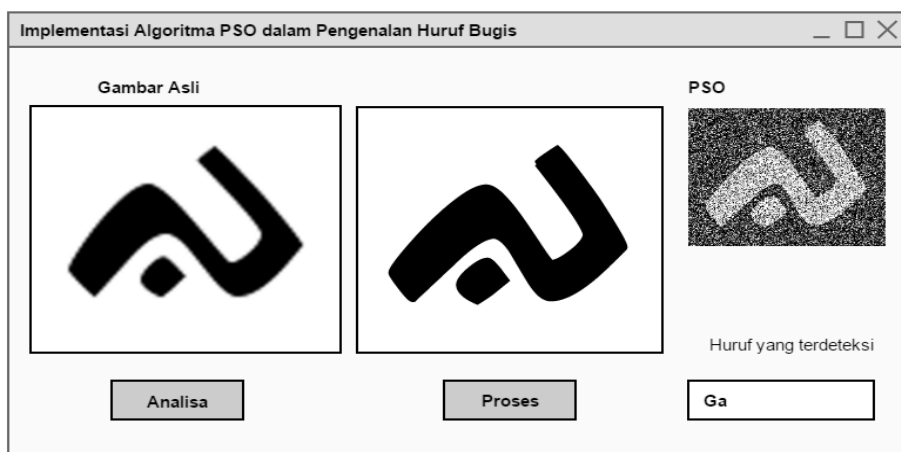 Implementasi Algoritma PSO dalam Pengenalan Huruf Bugis
Gambar Asli
PSO
ᨁ
ᨁ
ᨁ
Huruf yang terdeteksi
Analisa
Proses
Ga